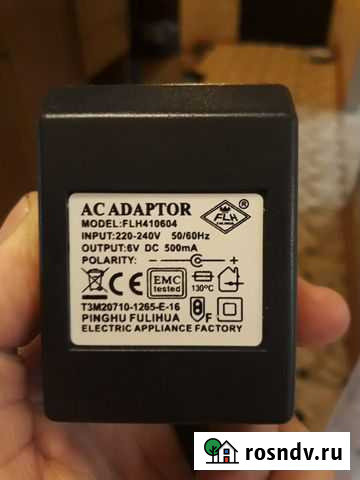 AC ADAPTOR
MODEL:FLH410604
INPUT:220-240V 50/60Hz
OUTPUT:6V DC 500mA
POLARITY: - +
FLH
®
CE
EMC
tested
130°C
F
T3M20710-1265-E-16
PINGHU FULIHUA
ELECTRIC APPLIANCE FACTORY
rosndv.ru